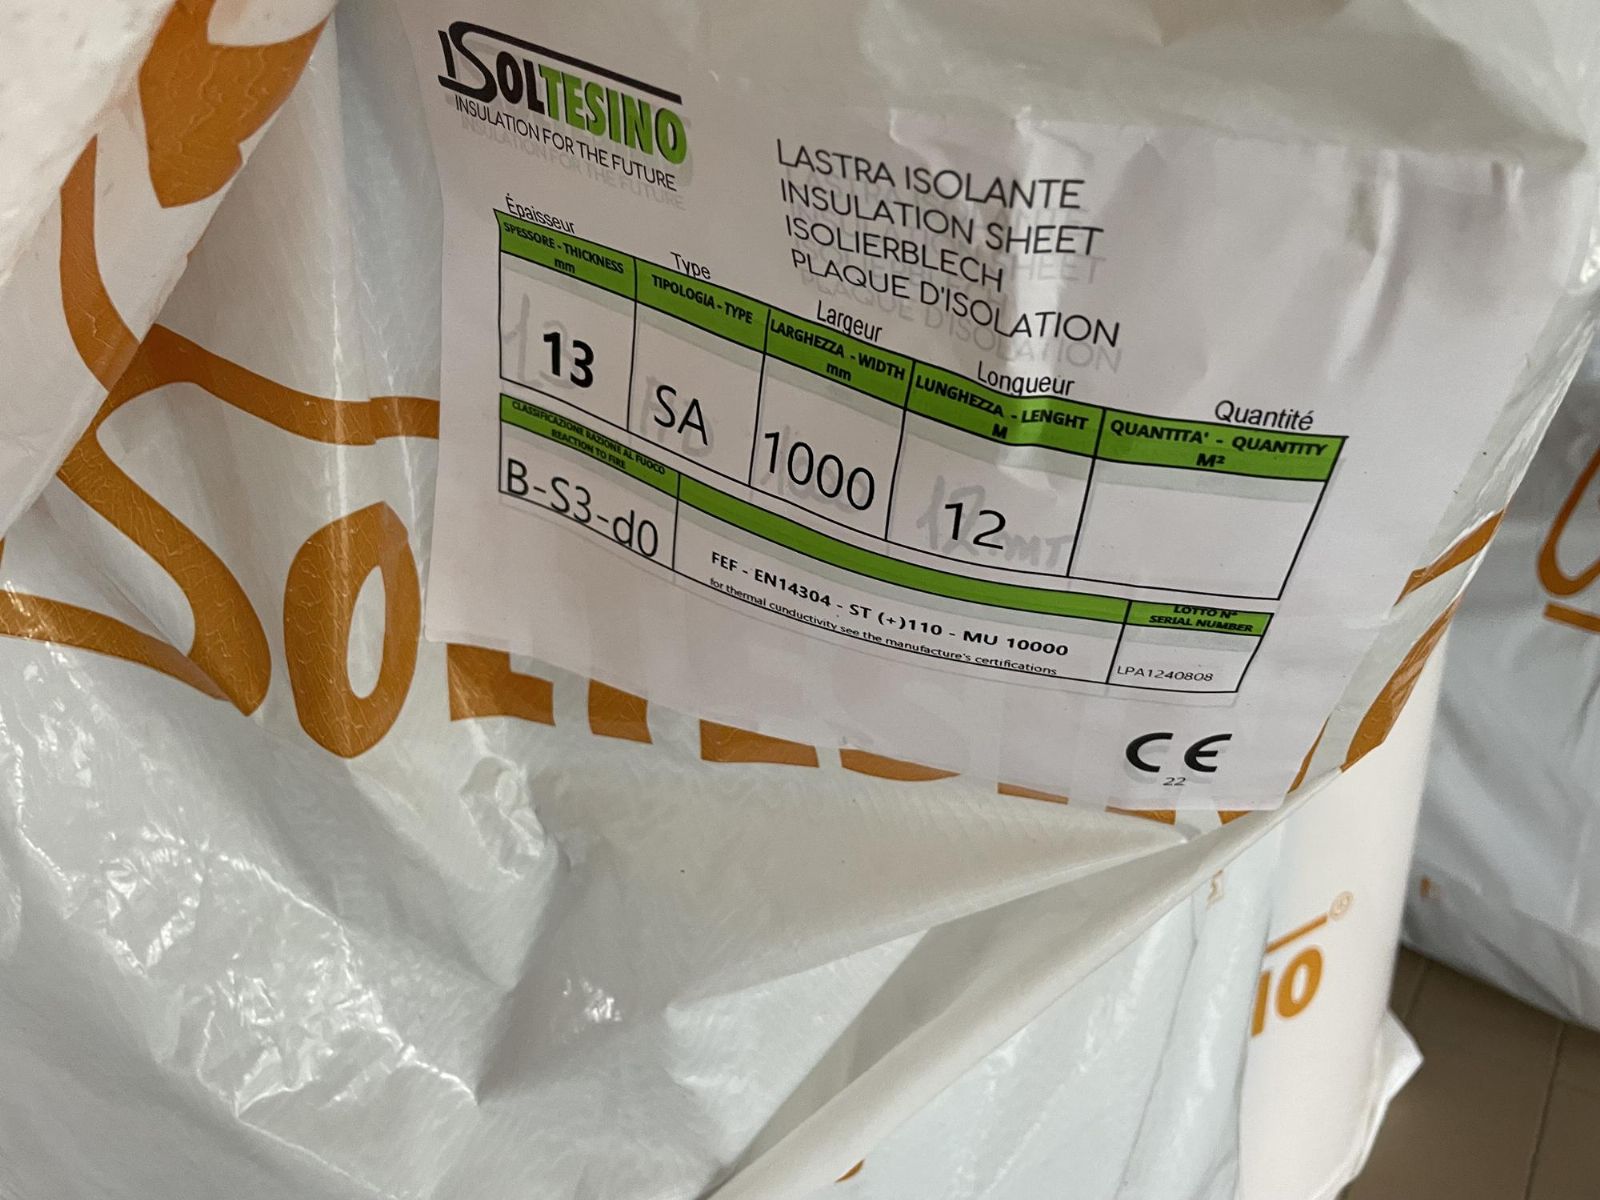 ISOLTESINO
INSULATION FOR THE FUTURE
LASTRA ISOLANTE
INSULATION SHEET
ISOLIERBLECH
PLAQUE D'ISOLATION
Épaisseur
Type
Largeur
Longueur
Quantité
SPESSORE - THICKNESS
mm
TIPOLOGIA - TYPE
LARGHEZZA - WIDTH
mm
LUNGHEZZA - LENGHT
M
QUANTITA' - QUANTITY
M²
13
SA
1000
12
CLASSIFICAZIONE RAZIONE AL FUOCO
REACTION TO FIRE
B-S3-d0
FEF - EN14304 - ST (+)110 - MU 10000
for thermal cunductivity see the manufacture's certifications
LOTTO N°
SERIAL NUMBER
LPA1240808
CE
22